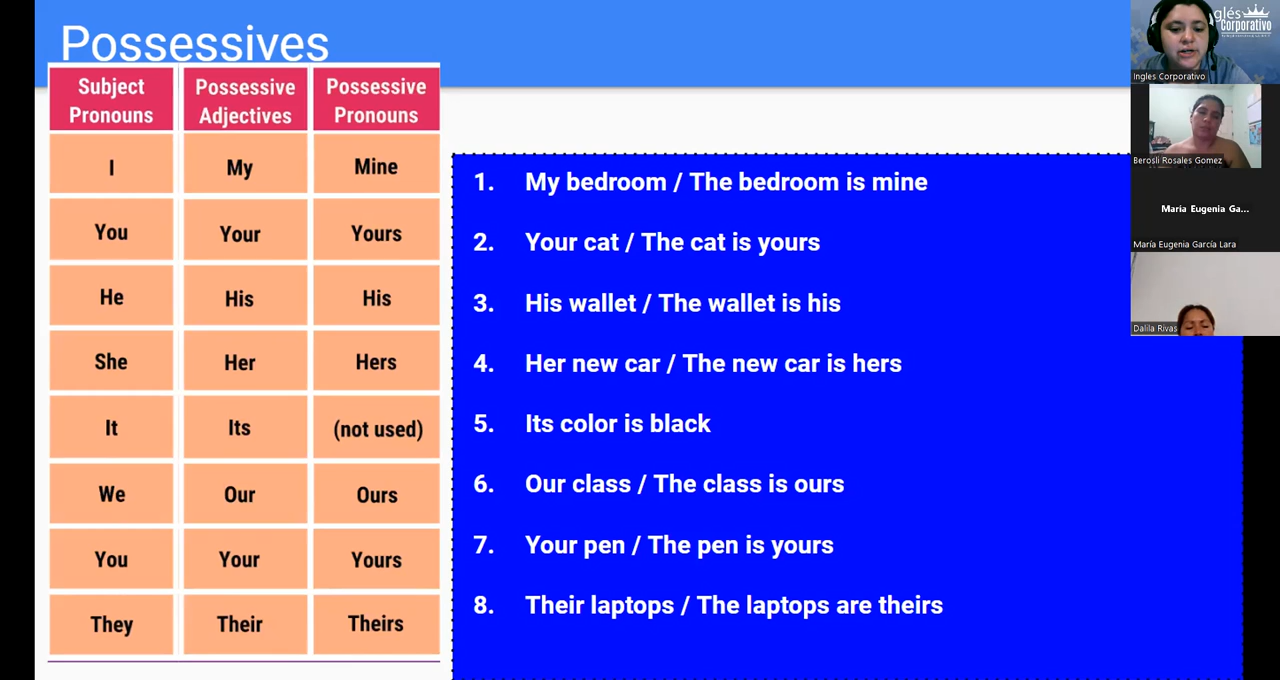 Possessives
Subject Pronouns
Possessive Adjectives
Possessive Pronouns
I
My
Mine
You
Your
Yours
He
His
His
She
Her
Hers
It
Its
(not used)
We
Our
Ours
You
Your
Yours
They
Their
Theirs
1. My bedroom / The bedroom is mine
2. Your cat / The cat is yours
3. His wallet / The wallet is his
4. Her new car / The new car is hers
5. Its color is black
6. Our class / The class is ours
7. Your pen / The pen is yours
8. Their laptops / The laptops are theirs
glés
Corporativo
Ingles Corporativo
Berosli Rosales Gomez
María Eugenia Ga...
María Eugenia García Lara
Dalila Rivas